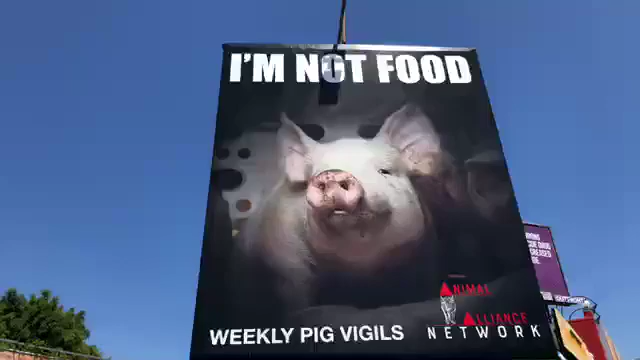 I'M NOT FOOD
WEEKLY PIG VIGILS
ANIMAL
ALLIANCE
NETWORK